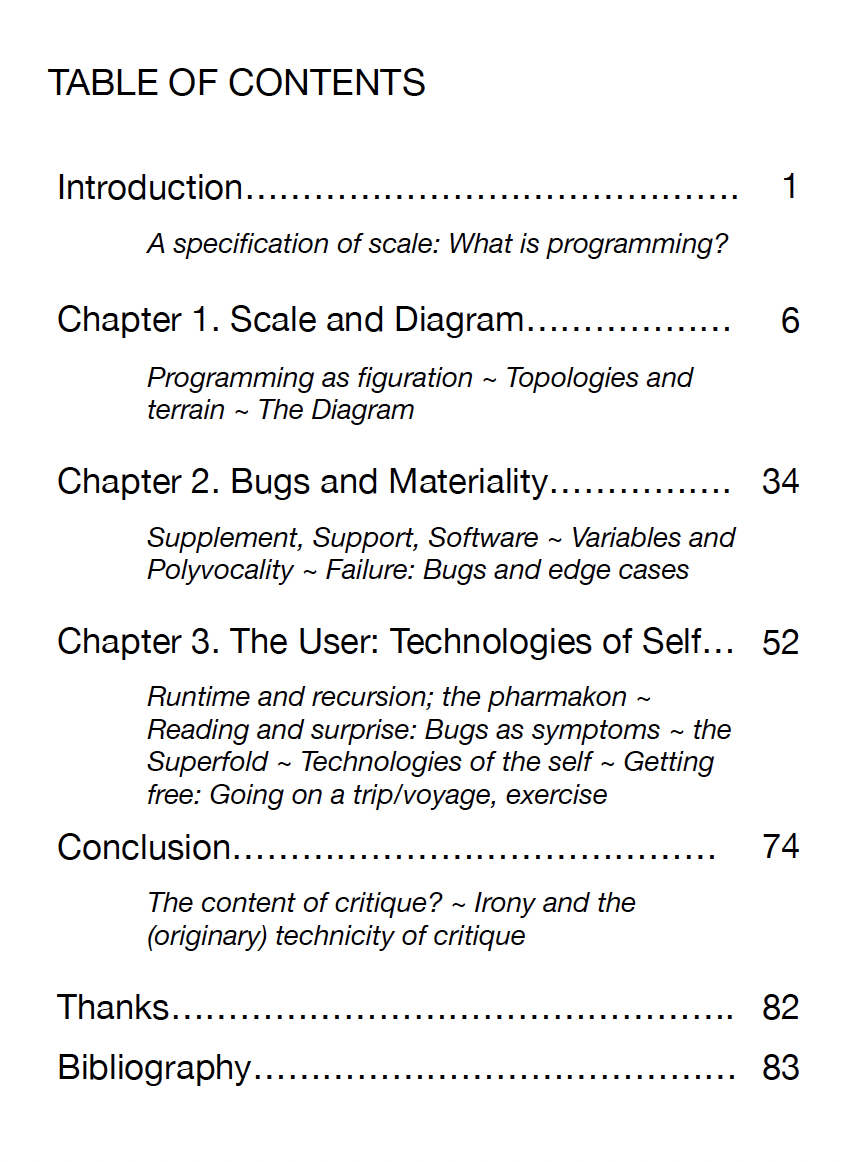 TABLE OF CONTENTS
Introduction…………………………………………. 1
A specification of scale: What is programming?
Chapter 1. Scale and Diagram……………… 6
Programming as figuration ~ Topologies and
terrain ~ The Diagram
Chapter 2. Bugs and Materiality……………. 34
Supplement, Support, Software ~ Variables and
Polyvocality ~ Failure: Bugs and edge cases
Chapter 3. The User: Technologies of Self… 52
Runtime and recursion; the pharmakon ~
Reading and surprise: Bugs as symptoms ~ the
Superfold ~ Technologies of the self ~ Getting
free: Going on a trip/voyage, exercise
Conclusion………………………………………… 74
The content of critique? ~ Irony and the
(originary) technicity of critique
Thanks………………………………………………. 82
Bibliography………………………………………… 83